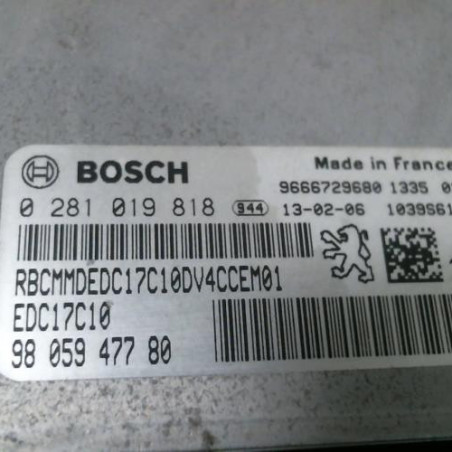 BOSCH
Made in France
9666729680 1335
0 281 019 818 944 13-02-06 1039S61
RBCMMDEDC17C10DV4CCEM01
EDC17C10
98 059 477 80